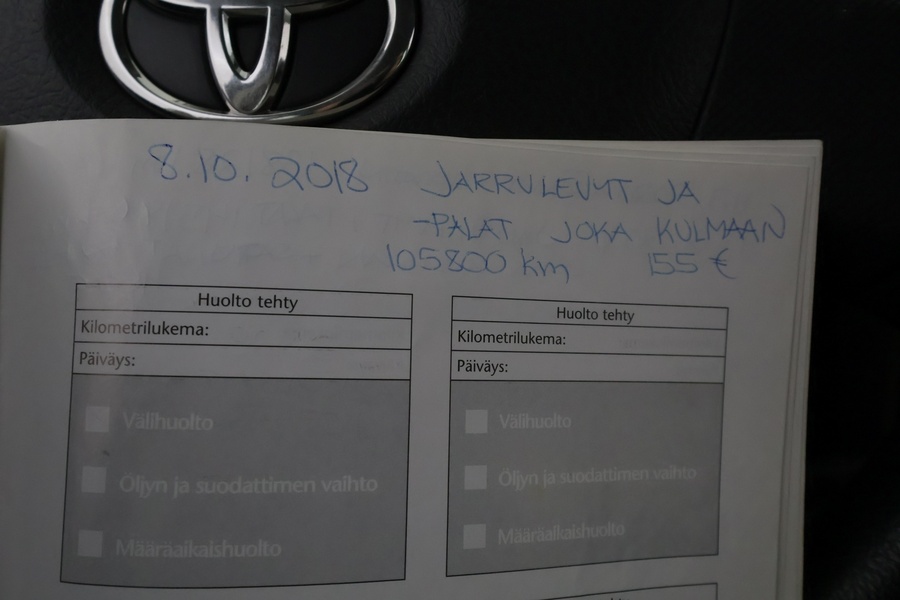 8.10. 2018 JARRULEVYT JA
-PALAT JOKA KULMAAN
105800 km 155 €
Huolto tehty
Kilometrilukema:
Päiväys:
Välihuolto
Öljyn ja suodattimen vaihto
Määräaikaishuolto
Huolto tehty
Kilometrilukema:
Päiväys:
Välihuolto
Öljyn ja suodattimen vaihto
Määräaikaishuolto